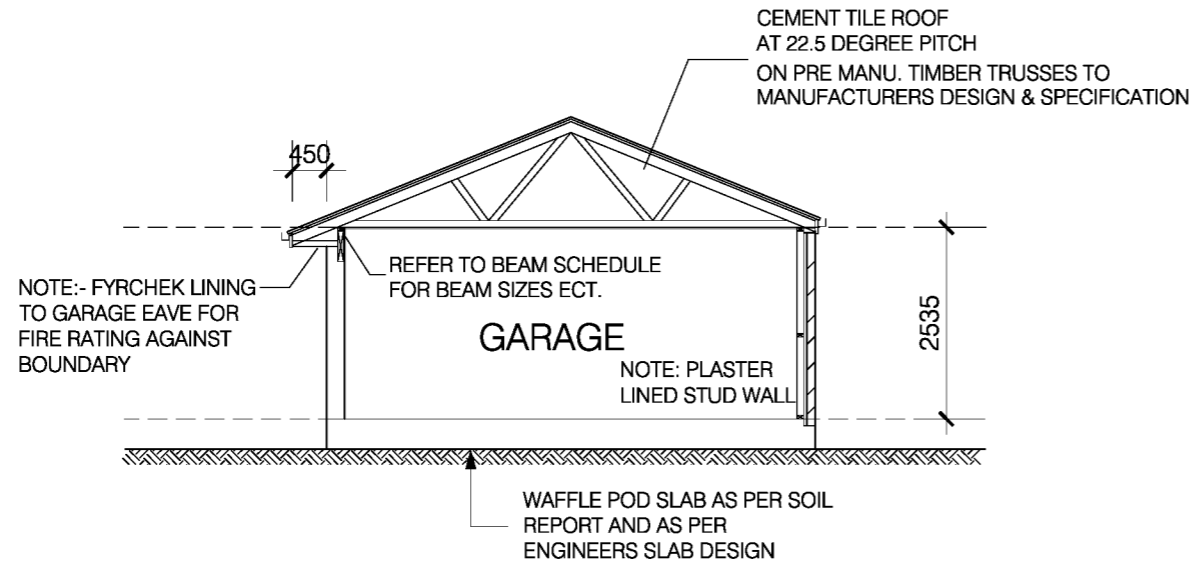 CEMENT TILE ROOF
AT 22.5 DEGREE PITCH
ON PRE MANU. TIMBER TRUSSES TO
MANUFACTURERS DESIGN & SPECIFICATION
450
NOTE:- FYRCHEK LINING
TO GARAGE EAVE FOR
FIRE RATING AGAINST
BOUNDARY
REFER TO BEAM SCHEDULE
FOR BEAM SIZES ECT.
GARAGE
NOTE: PLASTER
LINED STUD WALL
2535
WAFFLE POD SLAB AS PER SOIL
REPORT AND AS PER
ENGINEERS SLAB DESIGN